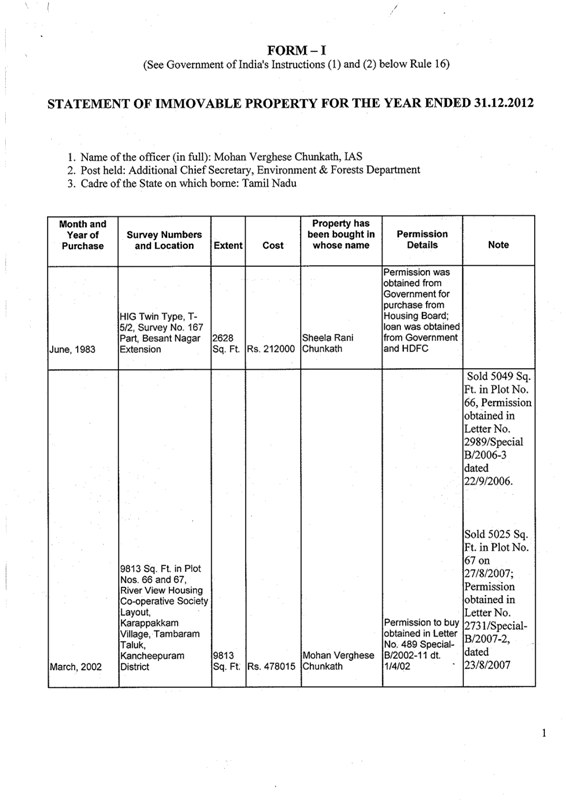 FORM – I
(See Government of India's Instructions (1) and (2) below Rule 16)
STATEMENT OF IMMOVABLE PROPERTY FOR THE YEAR ENDED 31.12.2012
1. Name of the officer (in full): Mohan Verghese Chunkath, IAS
2. Post held: Additional Chief Secretary, Environment & Forests Department
3. Cadre of the State on which borne: Tamil Nadu
Month and
Year of
Purchase
Survey Numbers
and Location
Extent
Cost
Property has
been bought in
whose name
Permission
Details
Note
June, 1983
HIG Twin Type, T-
5/2, Survey No. 167
Part, Besant Nagar
Extension
2628
Sq. Ft.
Rs. 212000
Sheela Rani
Chunkath
Permission was
obtained from
Government for
purchase from
Housing Board;
loan was obtained
from Government
and HDFC
March, 2002
9813 Sq. Ft. in Plot
Nos. 66 and 67,
River View Housing
Co-operative Society
Layout,
Karappakkam
Village, Tambaram
Taluk,
Kancheepuram
District
9813
Sq. Ft.
Rs. 478015
Mohan Verghese
Chunkath
Permission to buy
obtained in Letter
No. 489 Special-
B/2002-11 dt.
1/4/02
Sold 5049 Sq.
Ft. in Plot No.
66, Permission
obtained in
Letter No.
2989/Special
B/2006-3
dated
22/9/2006.
Sold 5025 Sq.
Ft. in Plot No.
67 on
27/8/2007;
Permission
obtained in
Letter No.
2731/Special-
B/2007-2,
dated
23/8/2007
1